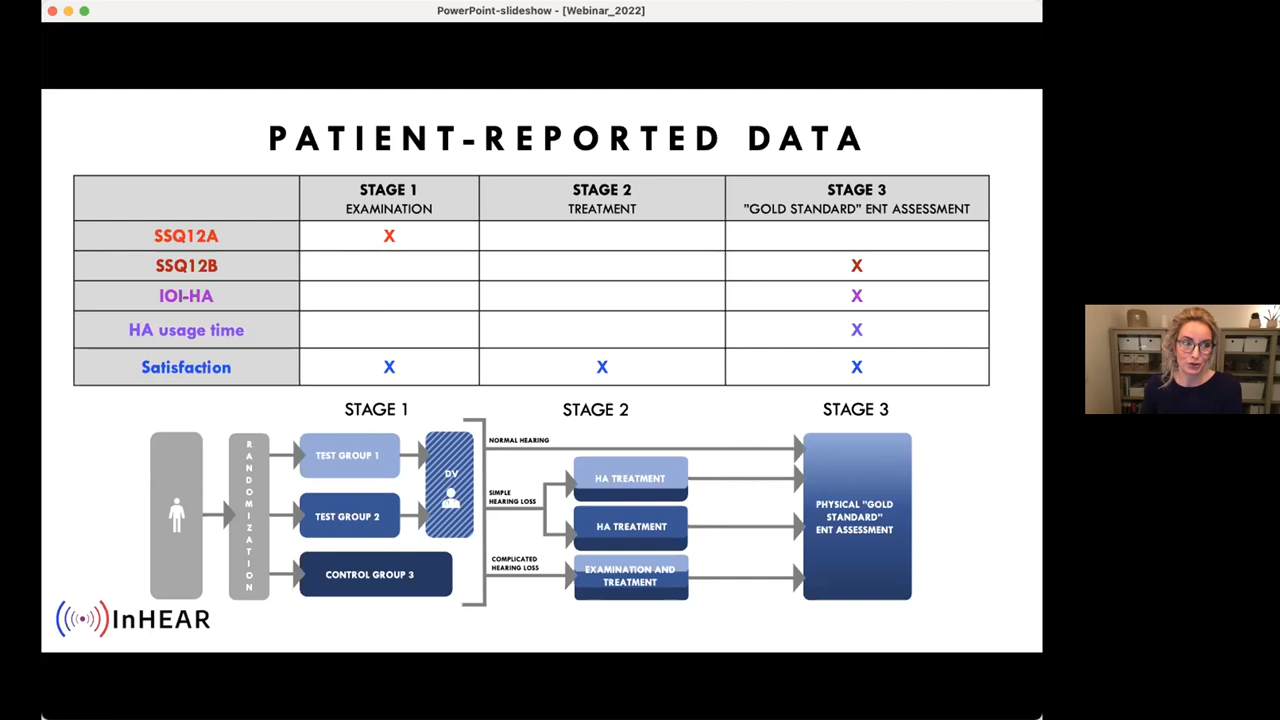 PowerPoint-slideshow - [Webinar_2022]
PATIENT-REPORTED DATA
STAGE 1
EXAMINATION
STAGE 2
TREATMENT
STAGE 3
"GOLD STANDARD" ENT ASSESSMENT
SSQ12A X
SSQ12B X
IOI-HA X
HA usage time X
Satisfaction X X X
STAGE 1 STAGE 2 STAGE 3
RANDOMIZATION
TEST GROUP 1
TEST GROUP 2
CONTROL GROUP 3
DV
NORMAL HEARING
SIMPLE
HEARING LOSS
COMPLICATED
HEARING LOSS
HA TREATMENT
HA TREATMENT
EXAMINATION AND
TREATMENT
PHYSICAL "GOLD
STANDARD"
ENT ASSESSMENT
InHEAR